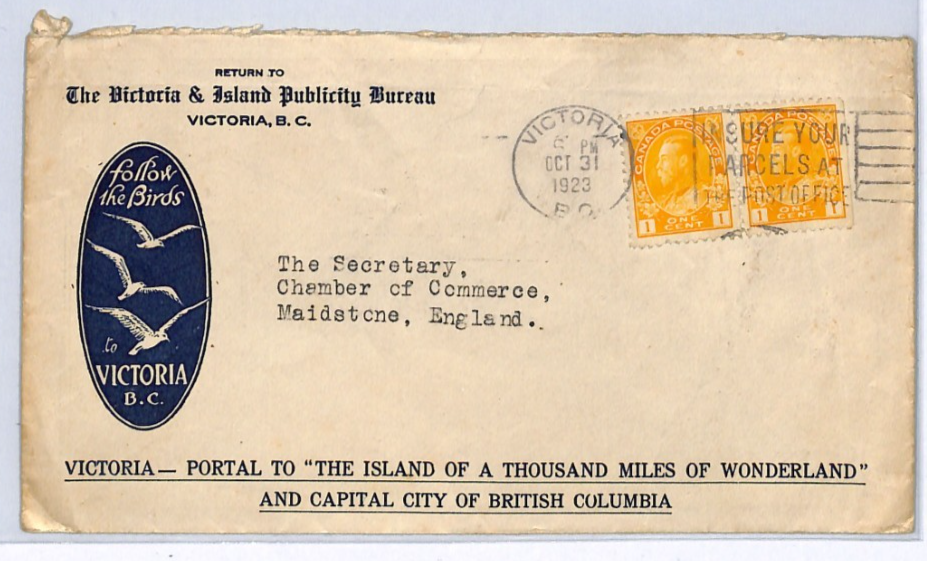 RETURN TO
The Victoria & Island Publicity Bureau
VICTORIA, B. C.
follow
the Birds
to
VICTORIA
B.C.
VICTORIA
PM
OCT 31
1923
B.C.
CANADA POSTAGE
1 ONE CENT 1
CANADA POSTAGE
1 ONE CENT 1
INSURE YOUR
PARCELS AT
THE POST OFFICE
The Secretary,
Chamber of Commerce,
Maidstone, England.
VICTORIA — PORTAL TO "THE ISLAND OF A THOUSAND MILES OF WONDERLAND"
AND CAPITAL CITY OF BRITISH COLUMBIA